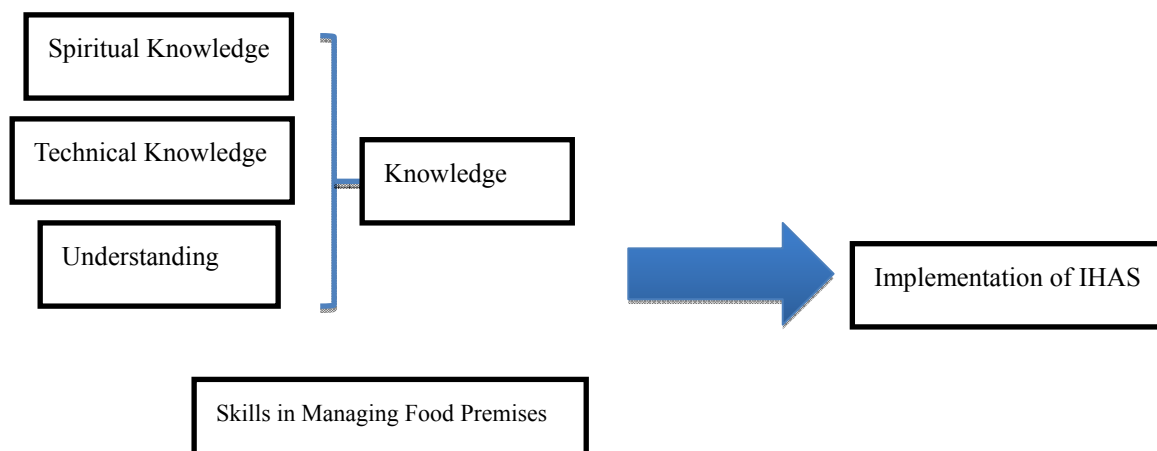 Spiritual Knowledge
Technical Knowledge
Understanding
Knowledge
Implementation of IHAS
Skills in Managing Food Premises